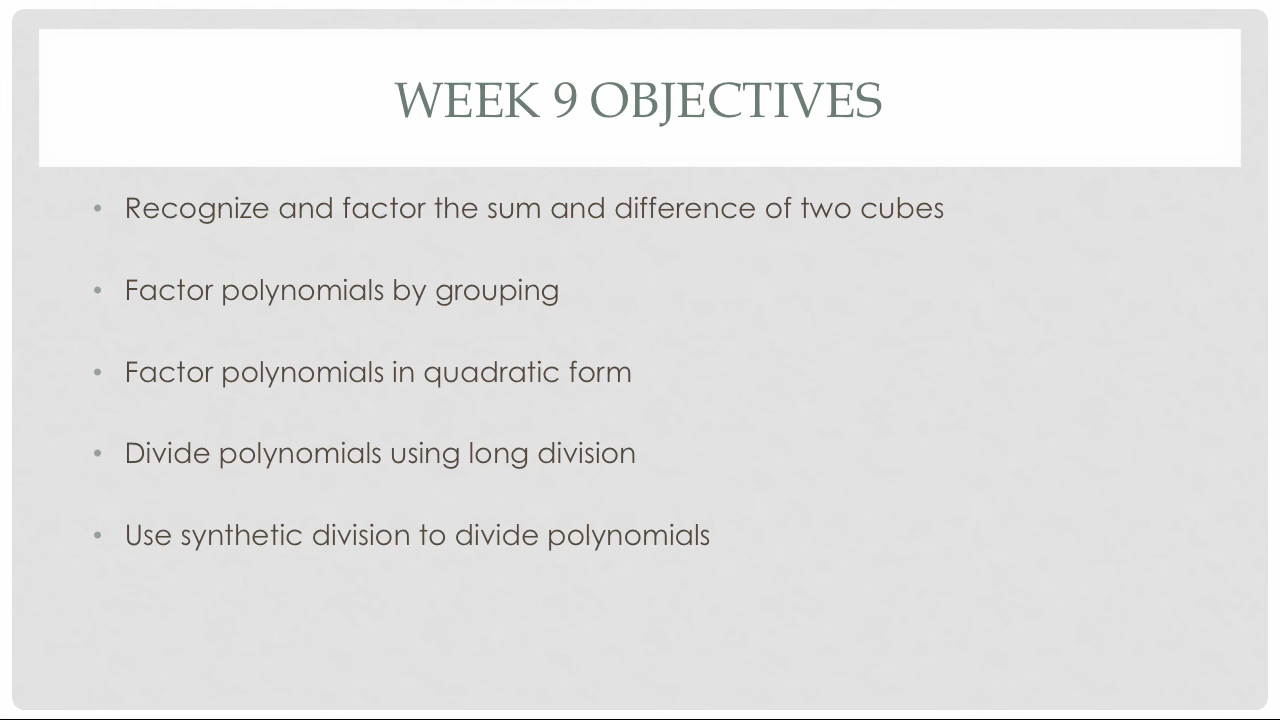 WEEK 9 OBJECTIVES
• Recognize and factor the sum and difference of two cubes
• Factor polynomials by grouping
• Factor polynomials in quadratic form
• Divide polynomials using long division
• Use synthetic division to divide polynomials